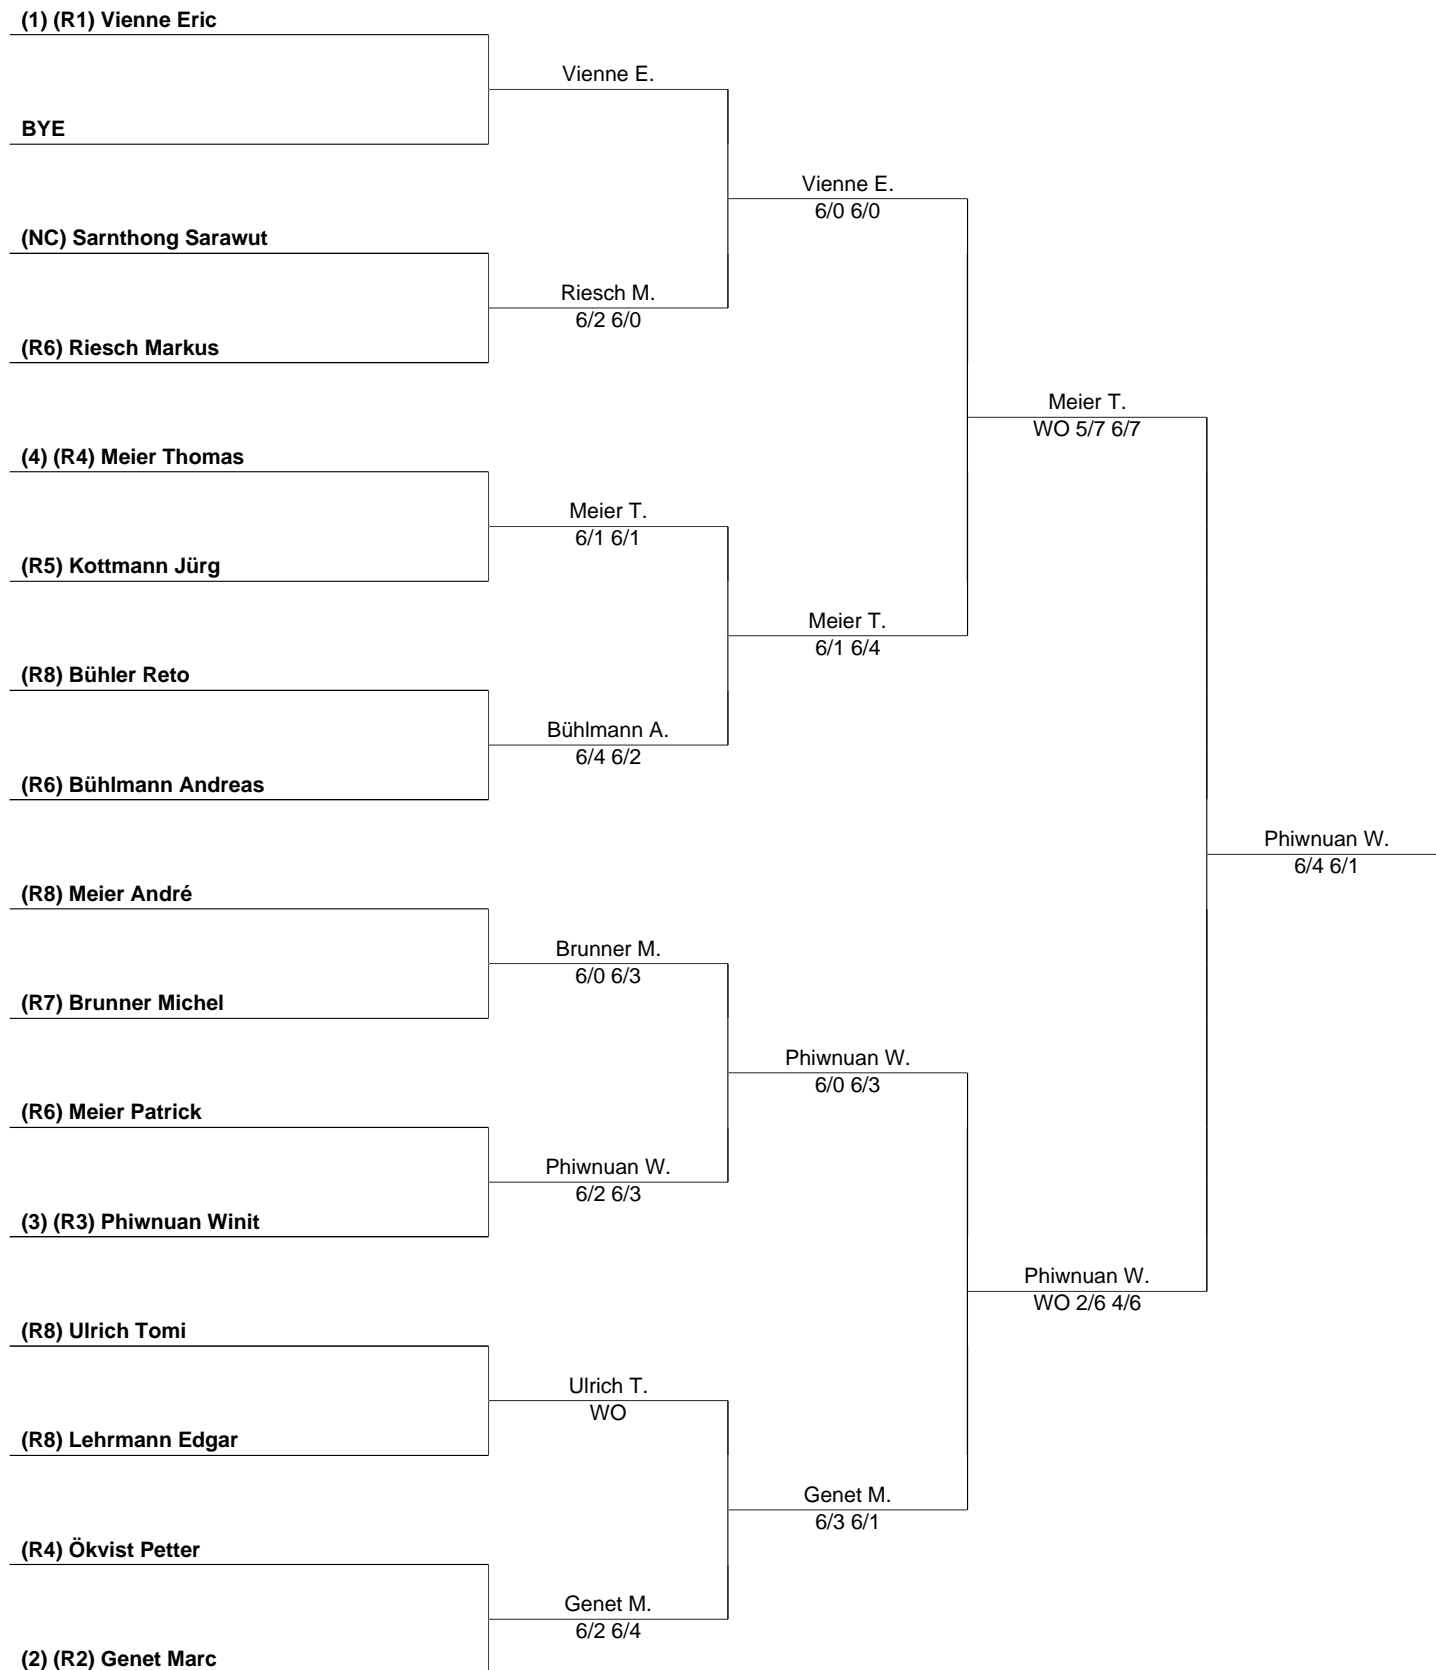 (1) (R1) Vienne Eric
Vienne E.
BYE
Vienne E.
6/0 6/0
(NC) Sarnthong Sarawut
Riesch M.
6/2 6/0
(R6) Riesch Markus
Meier T.
WO 5/7 6/7
(4) (R4) Meier Thomas
Meier T.
6/1 6/1
(R5) Kottmann Jürg
Meier T.
6/1 6/4
(R8) Bühler Reto
Bühlmann A.
6/4 6/2
(R6) Bühlmann Andreas
Phiwnuan W.
6/4 6/1
(R8) Meier André
Brunner M.
6/0 6/3
(R7) Brunner Michel
Phiwnuan W.
6/0 6/3
(R6) Meier Patrick
Phiwnuan W.
6/2 6/3
(3) (R3) Phiwnuan Winit
Phiwnuan W.
WO 2/6 4/6
(R8) Ulrich Tomi
Ulrich T.
WO
(R8) Lehrmann Edgar
Genet M.
6/3 6/1
(R4) Ökvist Petter
Genet M.
6/2 6/4
(2) (R2) Genet Marc